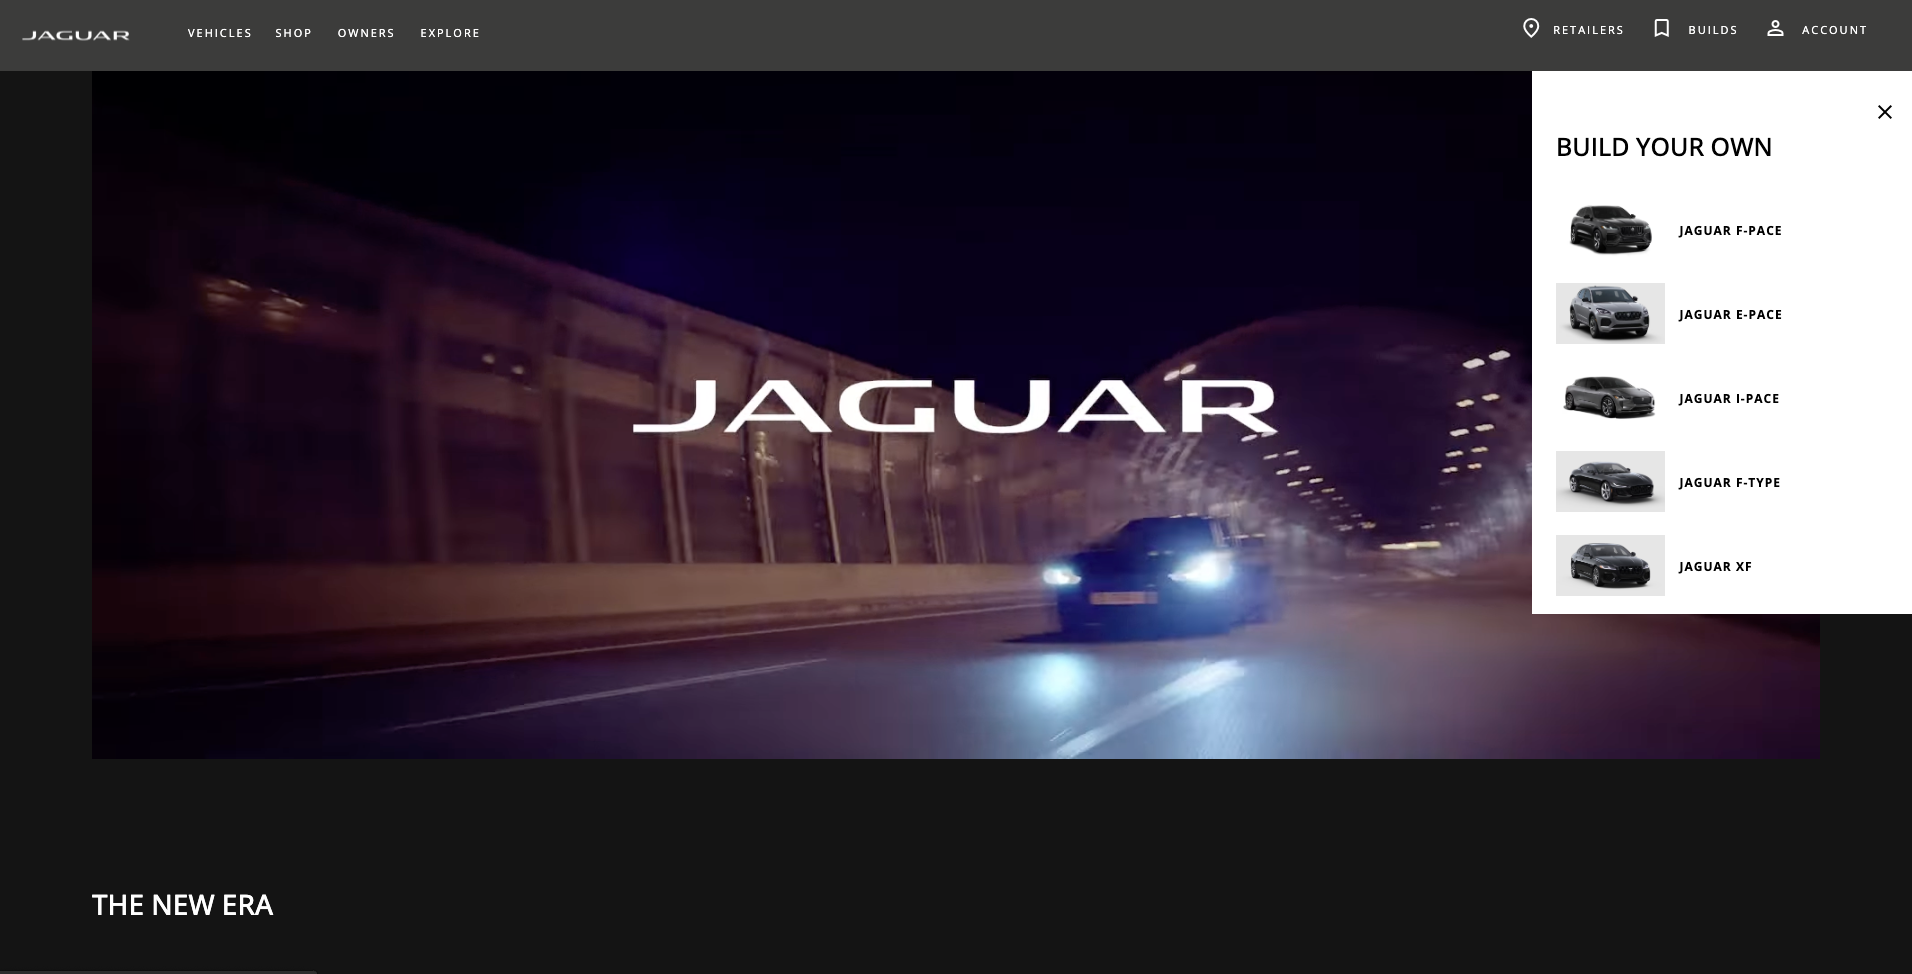 JAGUAR
VEHICLES SHOP OWNERS EXPLORE
RETAILERS BUILDS ACCOUNT
BUILD YOUR OWN
JAGUAR F-PACE
JAGUAR E-PACE
JAGUAR I-PACE
JAGUAR F-TYPE
JAGUAR XF
JAGUAR
THE NEW ERA